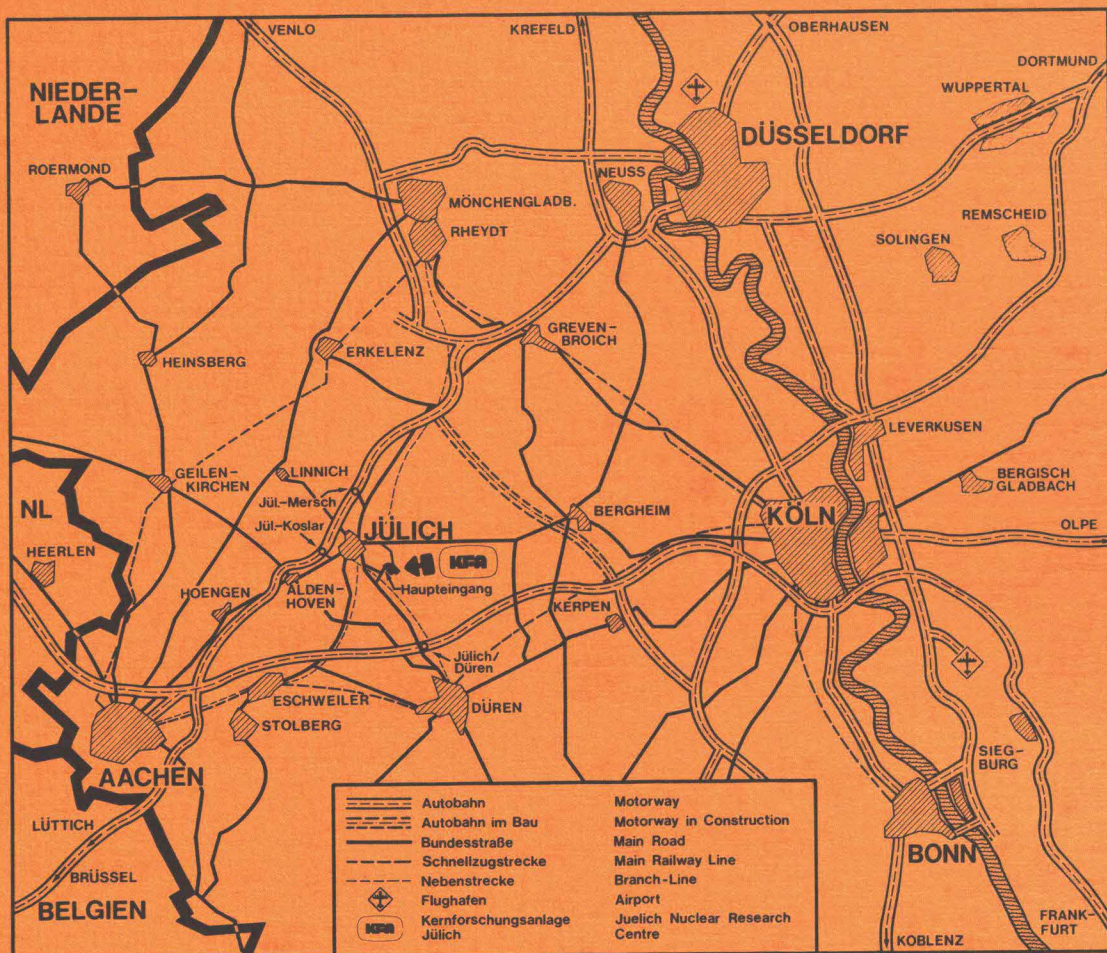 VENLO
KREFELD
OBERHAUSEN
DORTMUND
WUPPERTAL
NIEDER-
LANDE
DÜSSELDORF
ROERMOND
NEUSS
MÖNCHENGLADB.
RHEYDT
REMSCHEID
SOLINGEN
GREVEN-
BROICH
ERKELENZ
HEINSBERG
LEVERKUSEN
LINNICH
GEILEN-
KIRCHEN
Jül.-Mersch
BERGISCH
GLADBACH
NL
Jül.-Koslar
JÜLICH
BERGHEIM
KÖLN
OLPE
HEERLEN
KFA
Haupteingang
HOENGEN
ALDEN-
HOVEN
KERPEN
Jülich/
Düren
ESCHWEILER
DÜREN
STOLBERG
SIEG-
BURG
AACHEN
LÜTTICH
BONN
BRÜSSEL
BELGIEN
FRANK-
FURT
KOBLENZ
Autobahn Motorway
Autobahn im Bau Motorway in Construction
Bundesstraße Main Road
Schnellzugstrecke Main Railway Line
Nebenstrecke Branch-Line
Flughafen Airport
KFA Kernforschungsanlage Juelich Nuclear Research
Jülich Centre